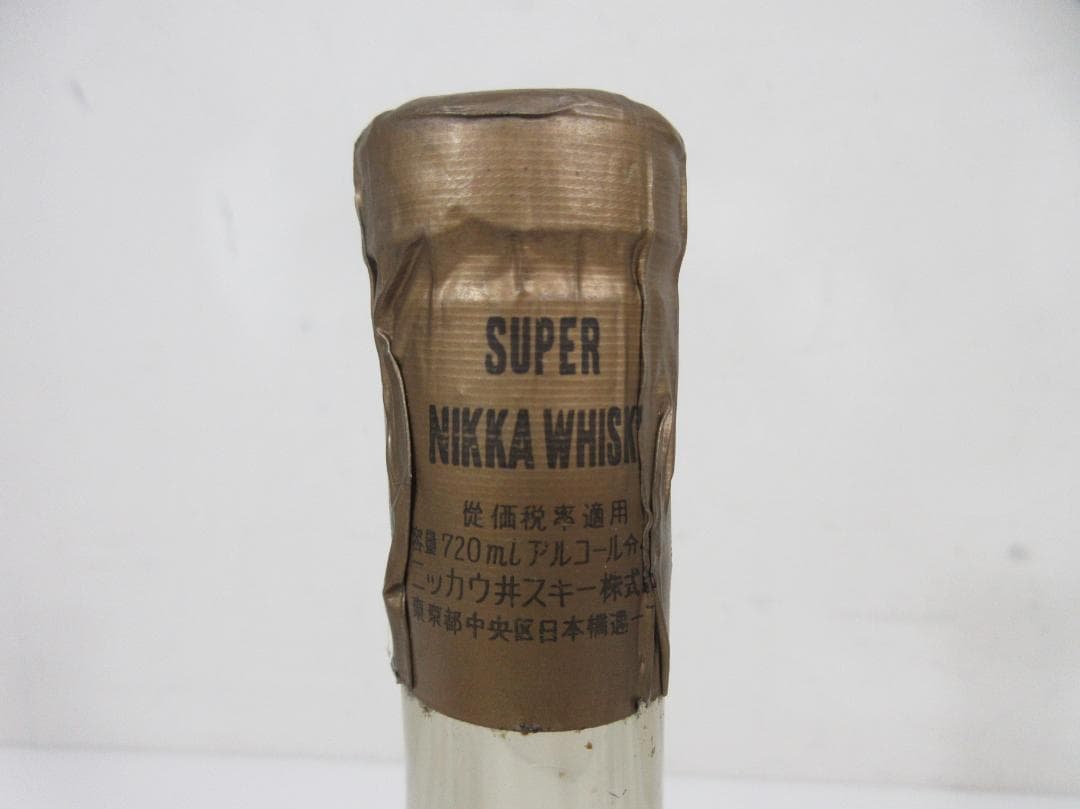 SUPER
NIKKA WHISK
従価税率適用
容量720mLアルコール分
ニッカウ井スキー株式
東京都中央区日本橋通一